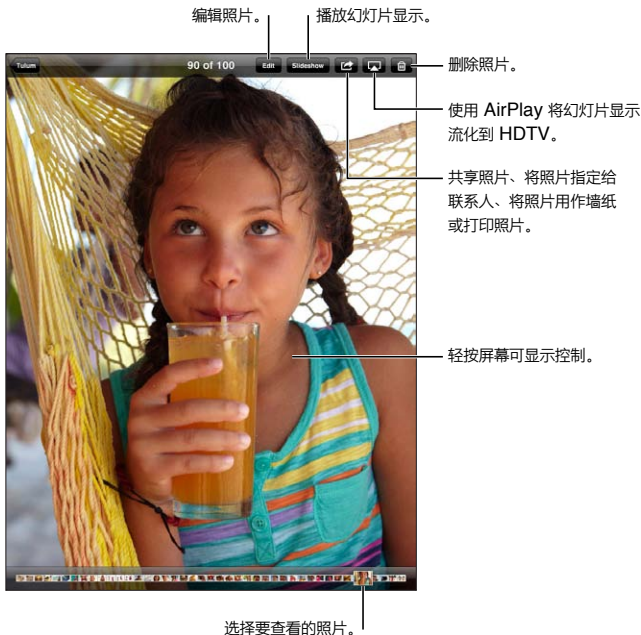 编辑照片。
播放幻灯片显示。
Tulum
90 of 100
Edit
Slideshow
删除照片。
使用 AirPlay 将幻灯片显示
流化到 HDTV。
共享照片、将照片指定给
联系人、将照片用作墙纸
或打印照片。
轻按屏幕可显示控制。
选择要查看的照片。